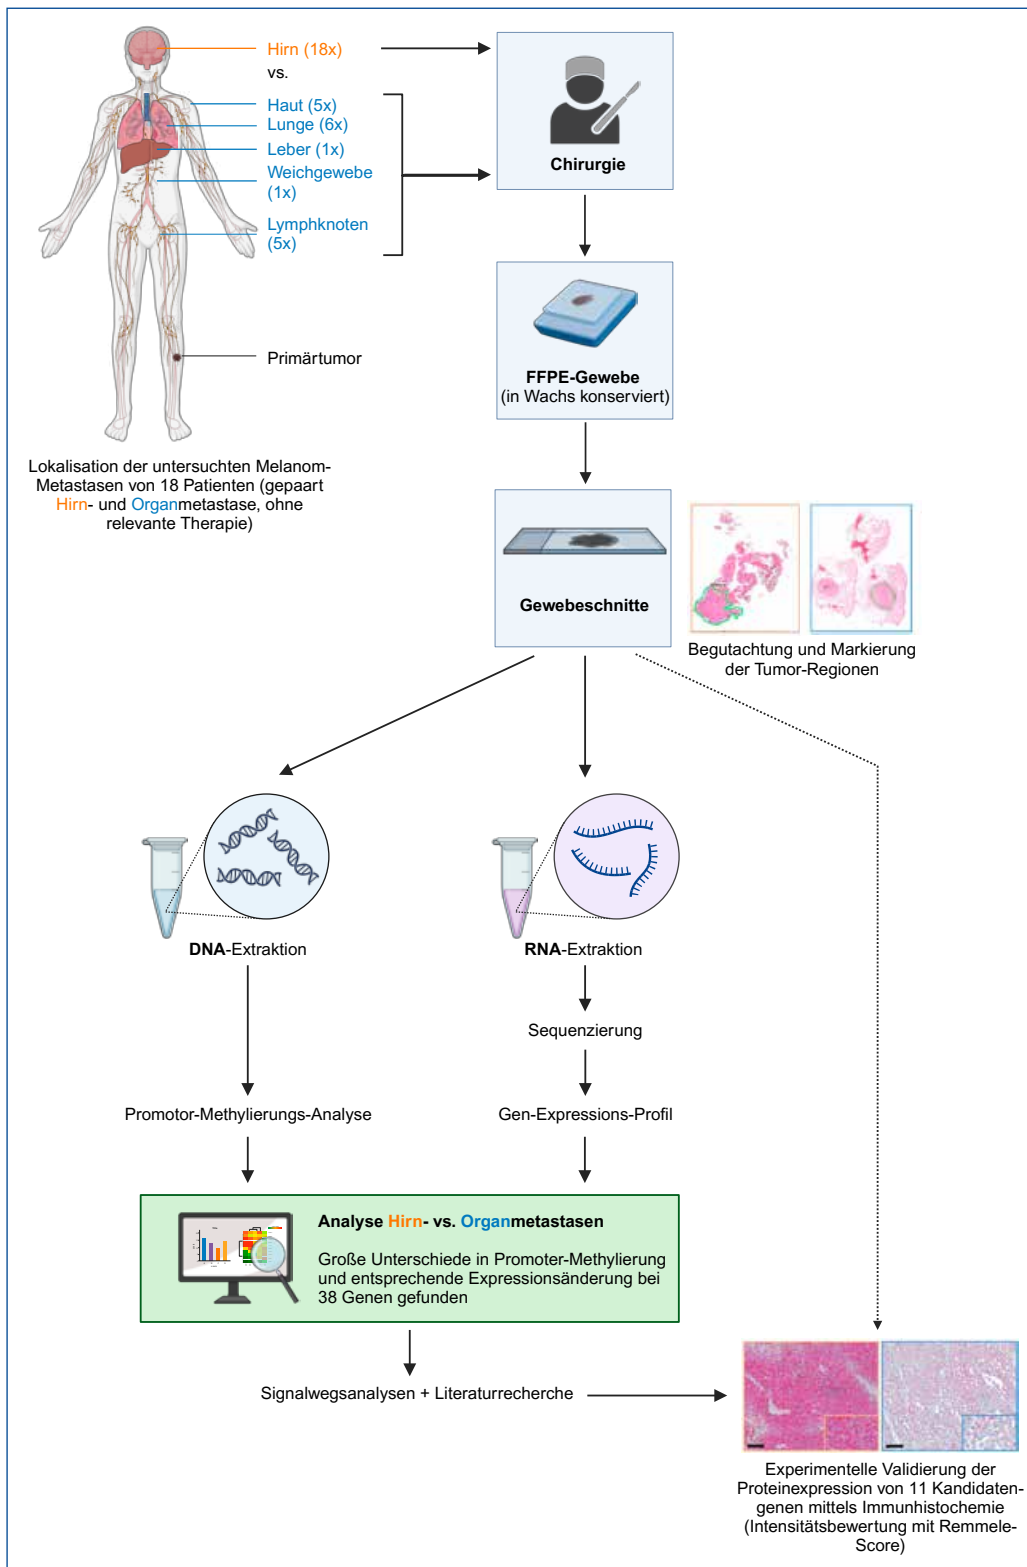 Hirn (18x)
vs.
Haut (5x)
Lunge (6x)
Leber (1x)
Weichgewebe
(1x)
Lymphknoten
(5x)
Primärtumor
Lokalisation der untersuchten Melanom-
Metastasen von 18 Patienten (gepaart
Hirn- und Organmetastase, ohne
relevante Therapie)
Chirurgie
FFPE-Gewebe
(in Wachs konserviert)
Gewebeschnitte
Begutachtung und Markierung
der Tumor-Regionen
DNA-Extraktion
RNA-Extraktion
Sequenzierung
Promotor-Methylierungs-Analyse
Gen-Expressions-Profil
Analyse Hirn- vs. Organmetastasen
Große Unterschiede in Promoter-Methylierung
und entsprechende Expressionsänderung bei
38 Genen gefunden
Signalwegsanalysen + Literaturrecherche
Experimentelle Validierung der
Proteinexpression von 11 Kandidaten-
genen mittels Immunhistochemie
(Intensitätsbewertung mit Remmele-
Score)